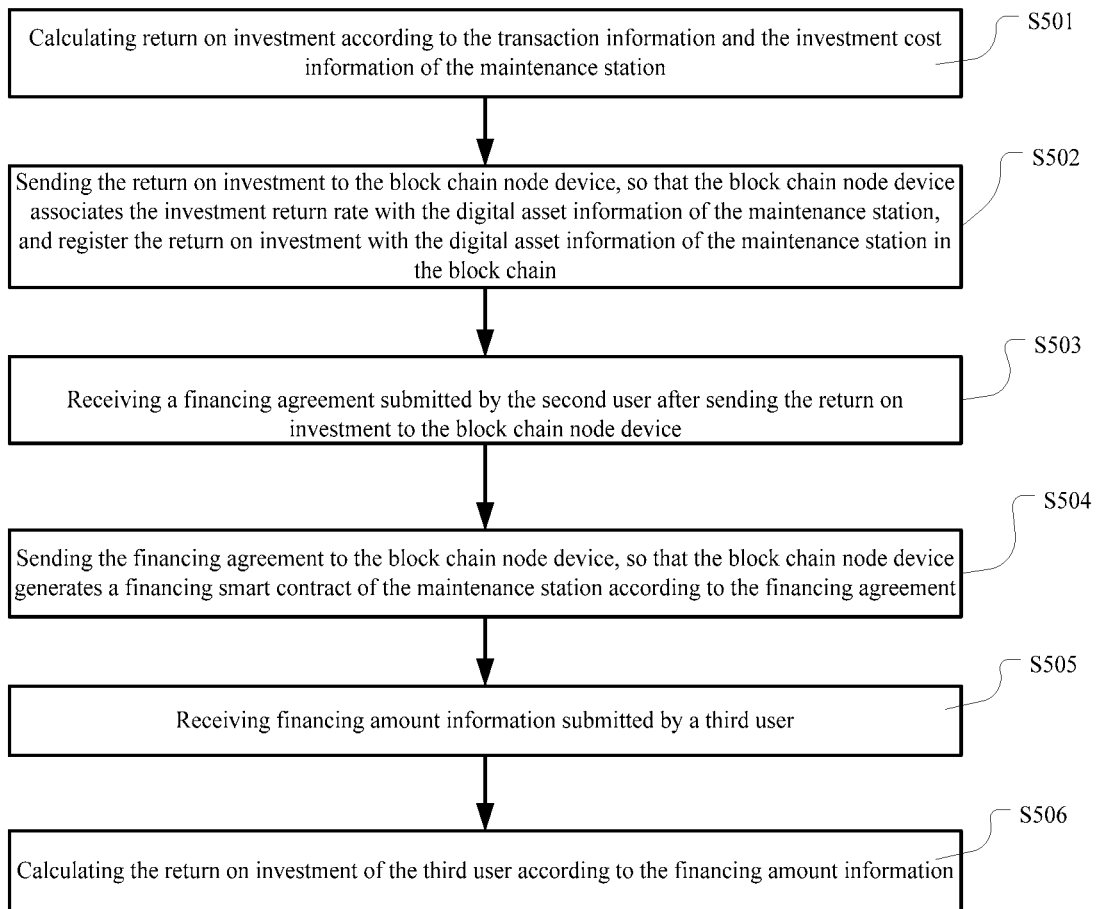 S501
Calculating return on investment according to the transaction information and the investment cost
information of the maintenance station
S502
Sending the return on investment to the block chain node device, so that the block chain node device
associates the investment return rate with the digital asset information of the maintenance station,
and register the return on investment with the digital asset information of the maintenance station in
the block chain
S503
Receiving a financing agreement submitted by the second user after sending the return on
investment to the block chain node device
S504
Sending the financing agreement to the block chain node device, so that the block chain node device
generates a financing smart contract of the maintenance station according to the financing agreement
S505
Receiving financing amount information submitted by a third user
S506
Calculating the return on investment of the third user according to the financing amount information